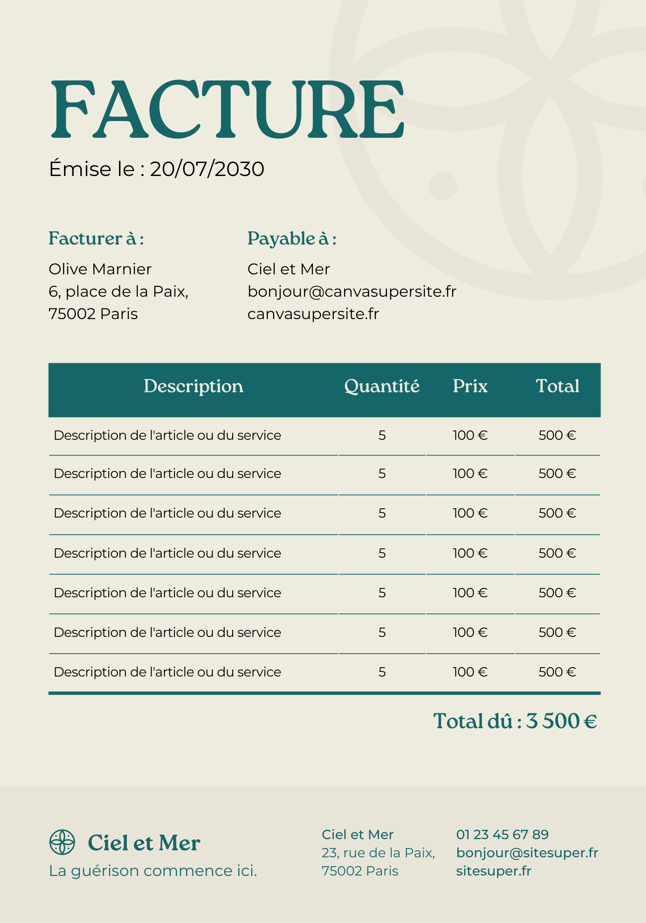 FACTURE
Émise le : 20/07/2030
Facturer à :
Olive Marnier
6, place de la Paix,
75002 Paris
Payable à :
Ciel et Mer
bonjour@canvasupersite.fr
canvasupersite.fr
Description Quantité Prix Total
Description de l'article ou du service 5 100 € 500 €
Description de l'article ou du service 5 100 € 500 €
Description de l'article ou du service 5 100 € 500 €
Description de l'article ou du service 5 100 € 500 €
Description de l'article ou du service 5 100 € 500 €
Description de l'article ou du service 5 100 € 500 €
Description de l'article ou du service 5 100 € 500 €
Total dû : 3 500 €
Ciel et Mer
La guérison commence ici.
Ciel et Mer
23, rue de la Paix,
75002 Paris
01 23 45 67 89
bonjour@sitesuper.fr
sitesuper.fr